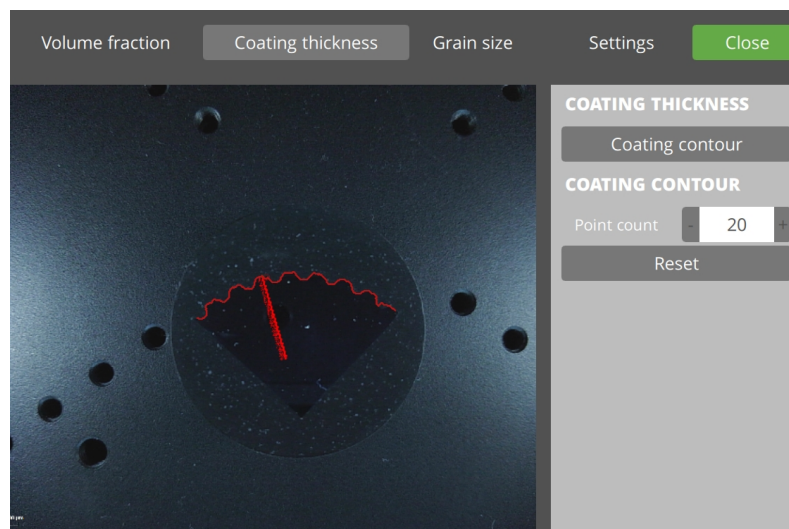 Volume fraction
Coating thickness
Grain size
Settings
Close
COATING THICKNESS
Coating contour
COATING CONTOUR
Point count
- 20 +
Reset